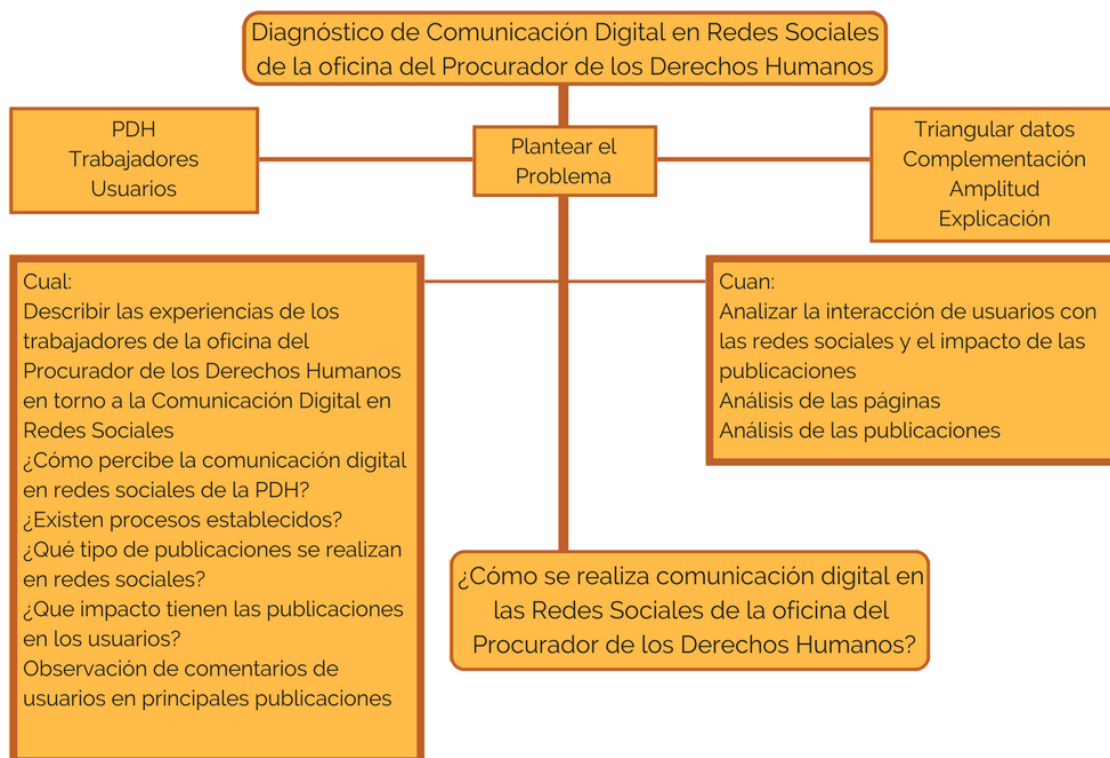 Diagnóstico de Comunicación Digital en Redes Sociales
de la oficina del Procurador de los Derechos Humanos
PDH
Trabajadores
Usuarios
Plantear el
Problema
Triangular datos
Complementación
Amplitud
Explicación
Cual:
Describir las experiencias de los
trabajadores de la oficina del
Procurador de los Derechos Humanos
en torno a la Comunicación Digital en
Redes Sociales
¿Cómo percibe la comunicación digital
en redes sociales de la PDH?
¿Existen procesos establecidos?
¿Qué tipo de publicaciones se realizan
en redes sociales?
¿Que impacto tienen las publicaciones
en los usuarios?
Observación de comentarios de
usuarios en principales publicaciones
Cuan:
Analizar la interacción de usuarios con
las redes sociales y el impacto de las
publicaciones
Análisis de las páginas
Análisis de las publicaciones
¿Cómo se realiza comunicación digital en
las Redes Sociales de la oficina del
Procurador de los Derechos Humanos?